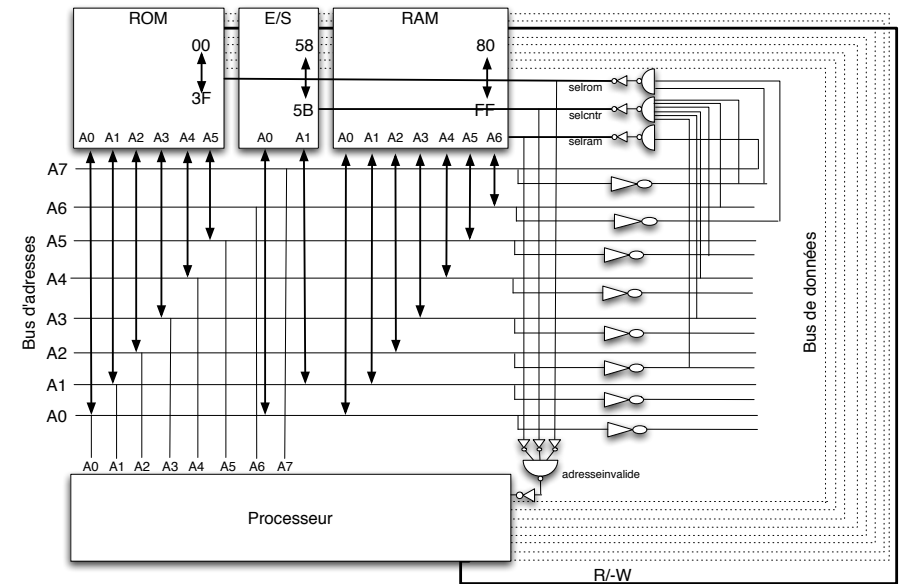 ROM E/S RAM
00 58 80
3F 5B FF
selrom
selcntr
selram
A0 A1 A2 A3 A4 A5 A0 A1 A0 A1 A2 A3 A4 A5 A6
A7
A6
A5
A4
A3
A2
A1
A0
Bus d'adresses
Bus de données
A0 A1 A2 A3 A4 A5 A6 A7
adresseinvalide
Processeur
R/-W